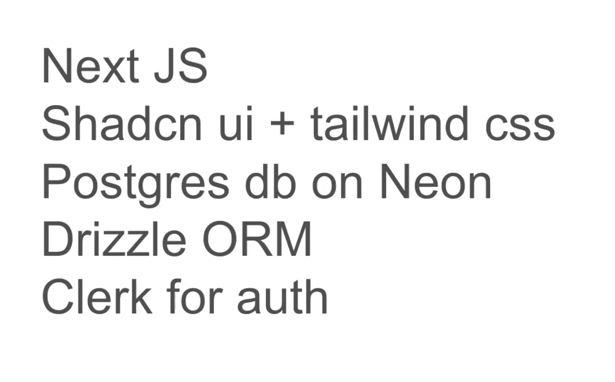 Next JS
Shadcn ui + tailwind css
Postgres db on Neon
Drizzle ORM
Clerk for auth